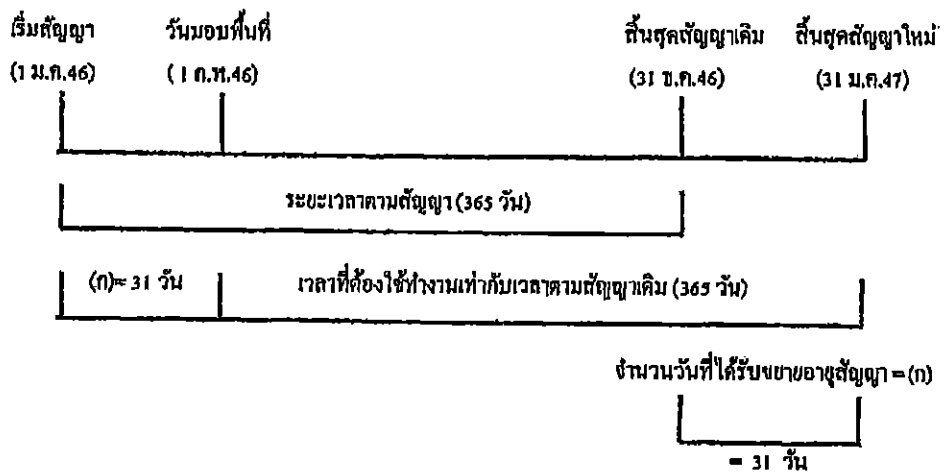 เริ่มสัญญา วันมอบพื้นที่ สิ้นสุดสัญญาเดิม สิ้นสุดสัญญาใหม่
(1 ม.ค.46) (1 ก.พ.46) (31 ธ.ค.46) (31 ม.ค.47)
ระยะเวลาตามสัญญา (365 วัน)
(ก)= 31 วัน เวลาที่ต้องใช้ทำงานเท่ากับเวลาตามสัญญาเดิม (365 วัน)
จำนวนวันที่ได้รับขยายอายุสัญญา = (ก)
= 31 วัน